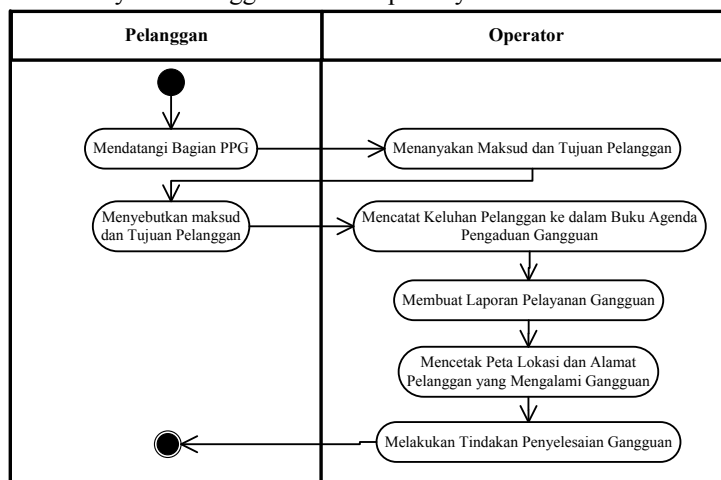 Pelanggan
Operator
Mendatangi Bagian PPG
Menanyakan Maksud dan Tujuan Pelanggan
Menyebutkan maksud
dan Tujuan Pelanggan
Mencatat Keluhan Pelanggan ke dalam Buku Agenda
Pengaduan Gangguan
Membuat Laporan Pelayanan Gangguan
Mencetak Peta Lokasi dan Alamat
Pelanggan yang Mengalami Gangguan
Melakukan Tindakan Penyelesaian Gangguan